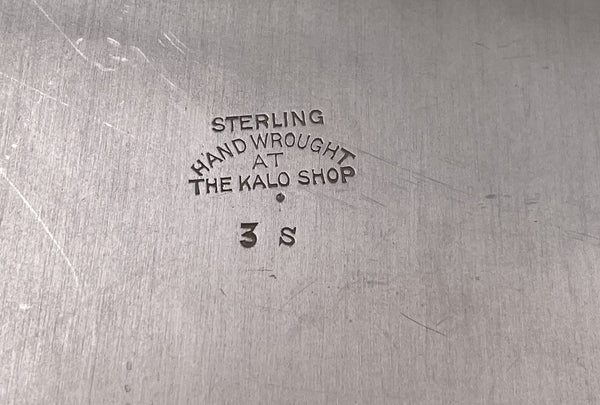 STERLING
HAND WROUGHT
AT
THE KALO SHOP
3 S